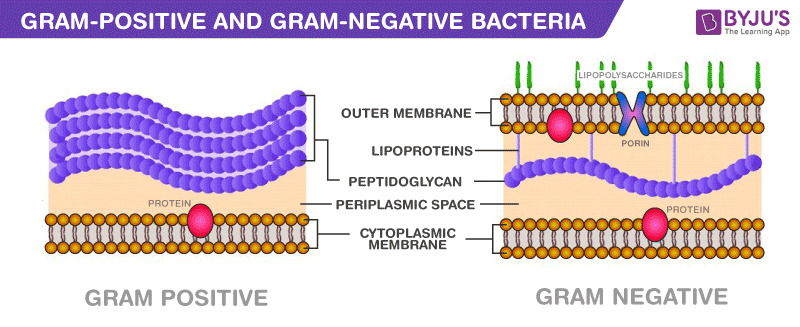 GRAM-POSITIVE AND GRAM-NEGATIVE BACTERIA
BYJU'S
The Learning App
LIPOPOLYSACCHARIDES
OUTER MEMBRANE
PORIN
LIPOPROTEINS
PEPTIDOGLYCAN
PROTEIN
PERIPLASMIC SPACE
PROTEIN
CYTOPLASMIC
MEMBRANE
GRAM POSITIVE
GRAM NEGATIVE